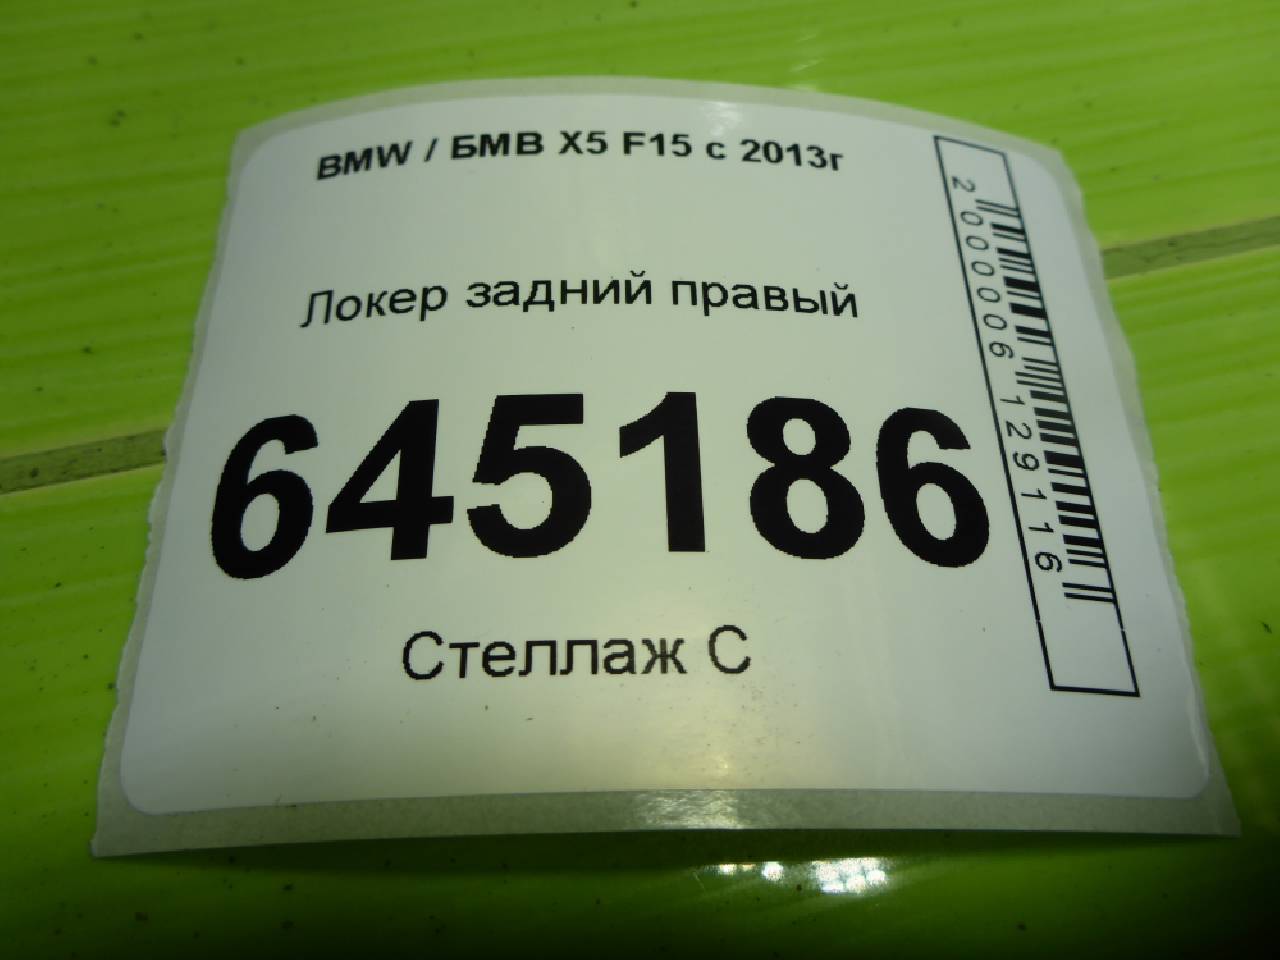 BMW / БМВ X5 F15 с 2013г
Локер задний правый
645186
Стеллаж С
2000006129116